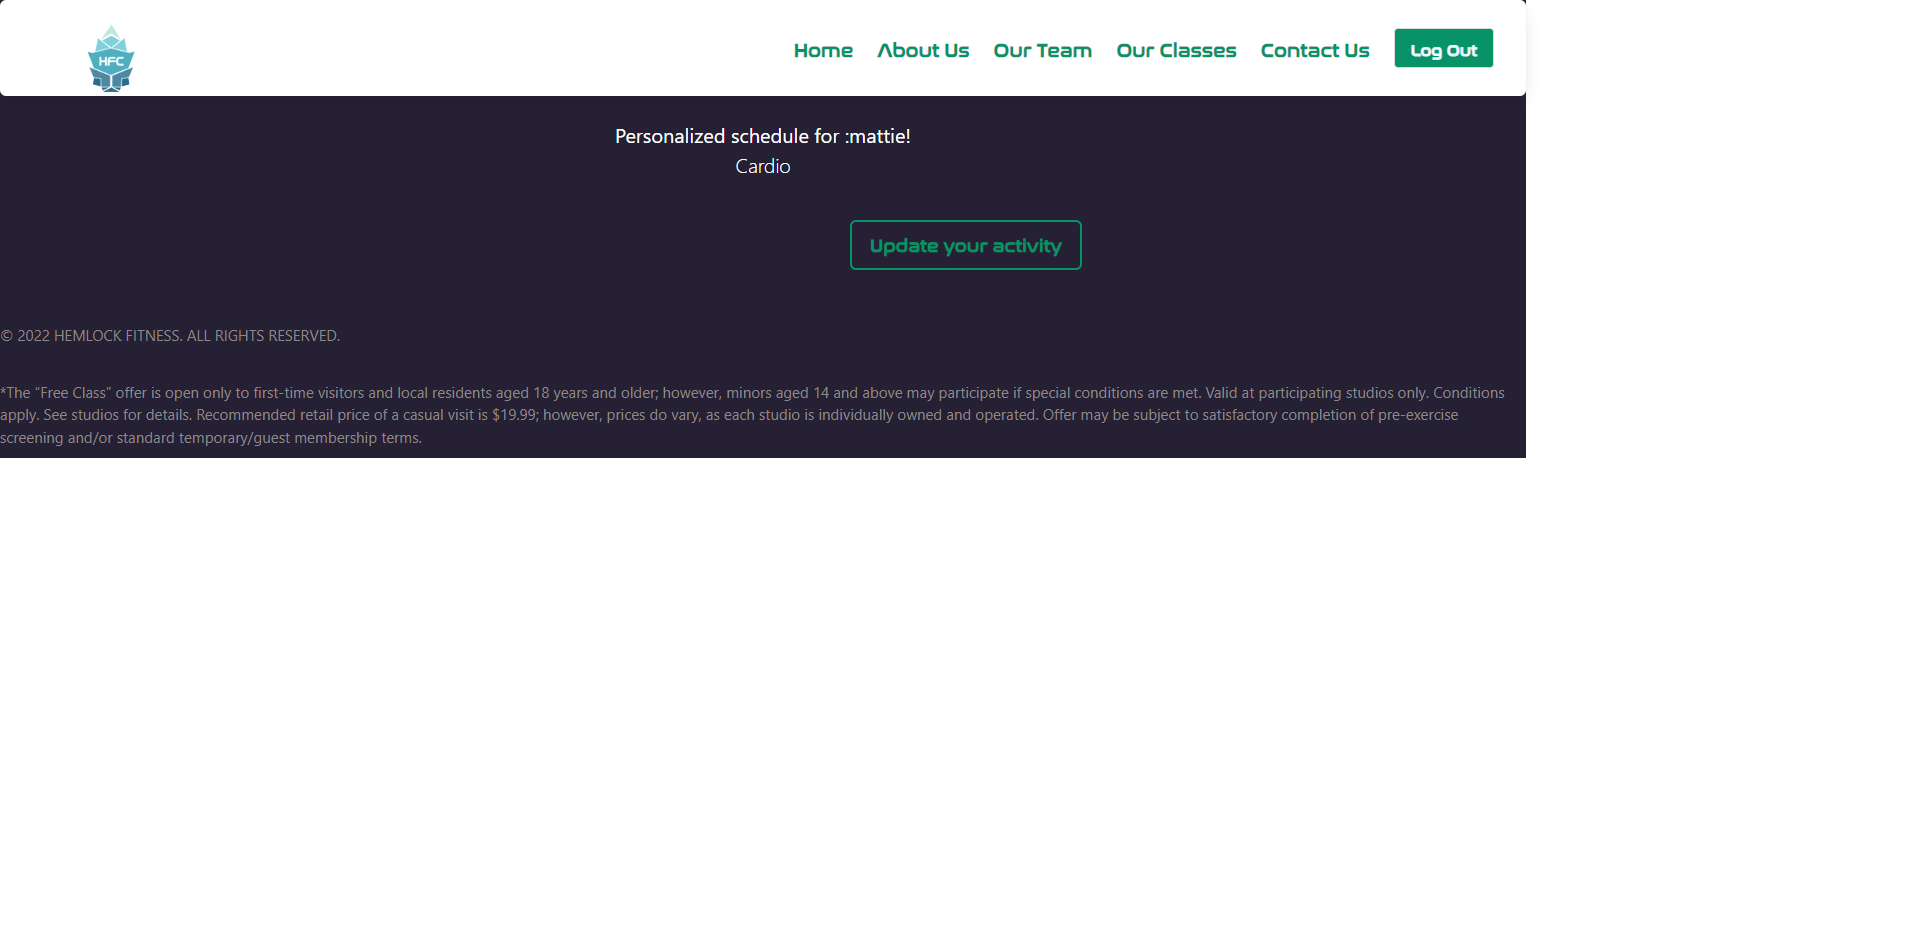 HFC
Home About Us Our Team Our Classes Contact Us Log Out
Personalized schedule for :mattie!
Cardio
Update your activity
© 2022 HEMLOCK FITNESS. ALL RIGHTS RESERVED.
*The “Free Class” offer is open only to first-time visitors and local residents aged 18 years and older; however, minors aged 14 and above may participate if special conditions are met. Valid at participating studios only. Conditions
apply. See studios for details. Recommended retail price of a casual visit is $19.99; however, prices do vary, as each studio is individually owned and operated. Offer may be subject to satisfactory completion of pre-exercise
screening and/or standard temporary/guest membership terms.